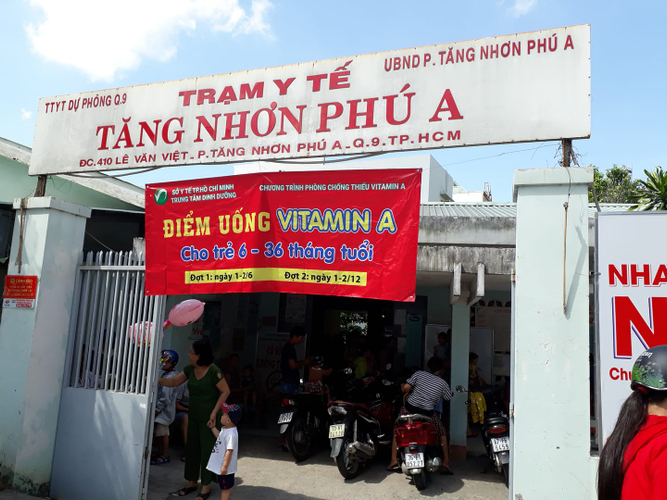 TTYT DỰ PHÒNG Q.9
UBND P. TĂNG NHƠN PHÚ A
TRẠM Y TẾ
TĂNG NHƠN PHÚ A
ĐC.410 LÊ VĂN VIỆT-P.TĂNG NHƠN PHÚ A-Q.9.TP.HCM
SỞ Y TẾ TP.HỒ CHÍ MINH
TRUNG TÂM DINH DƯỠNG
CHƯƠNG TRÌNH PHÒNG CHỐNG THIẾU VITAMIN A
ĐIỂM UỐNG VITAMIN A
Cho trẻ 6 - 36 tháng tuổi
Đợt 1: ngày 1-2/6
Đợt 2: ngày 1-2/12
NHA
N
Chu